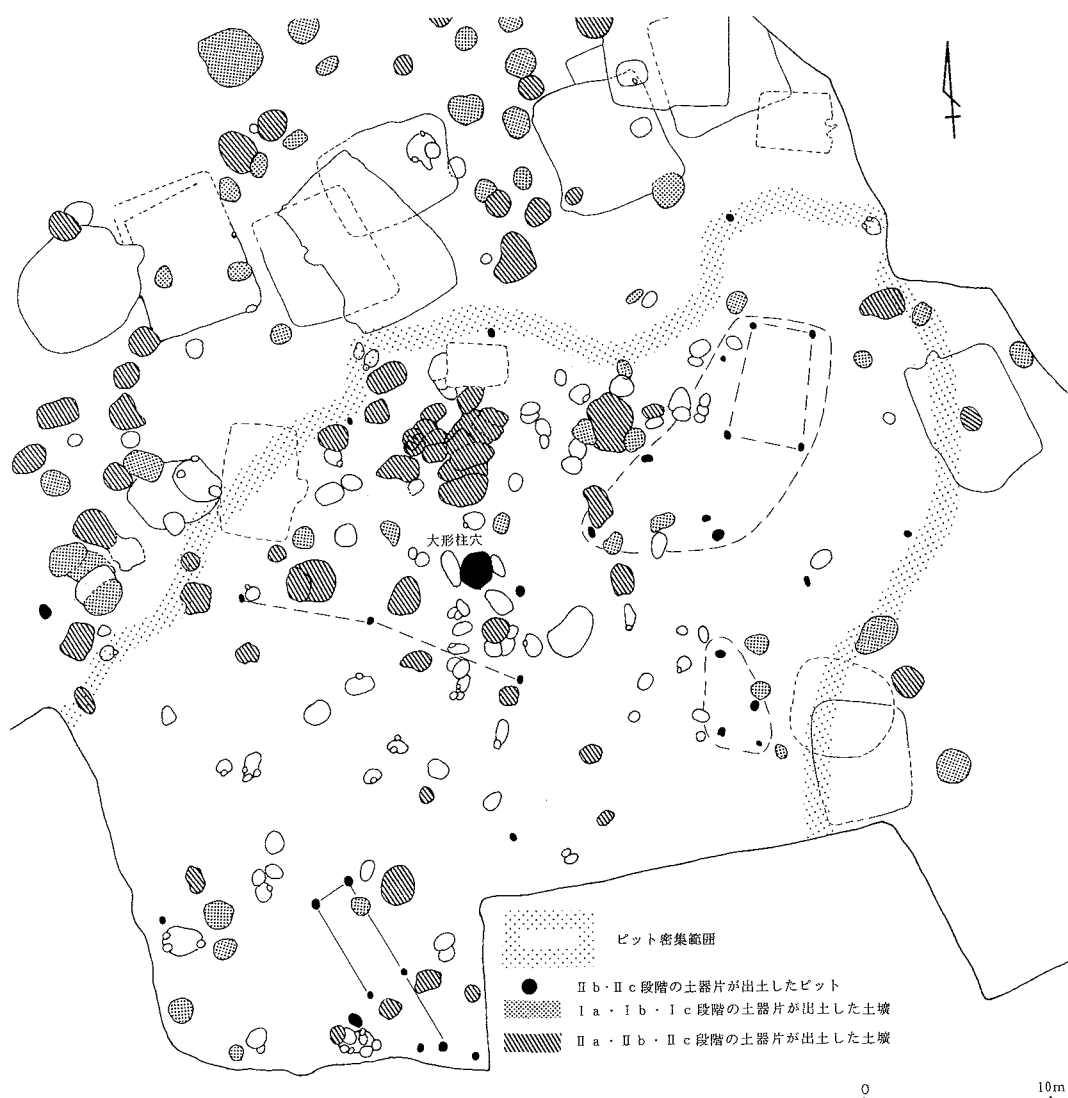 大形柱穴
ピット密集範囲
Ⅱb・Ⅱc段階の土器片が出土したピット
Ⅰa・Ⅰb・Ⅰc段階の土器片が出土した土壙
Ⅱa・Ⅱb・Ⅱc段階の土器片が出土した土壙
0 10m